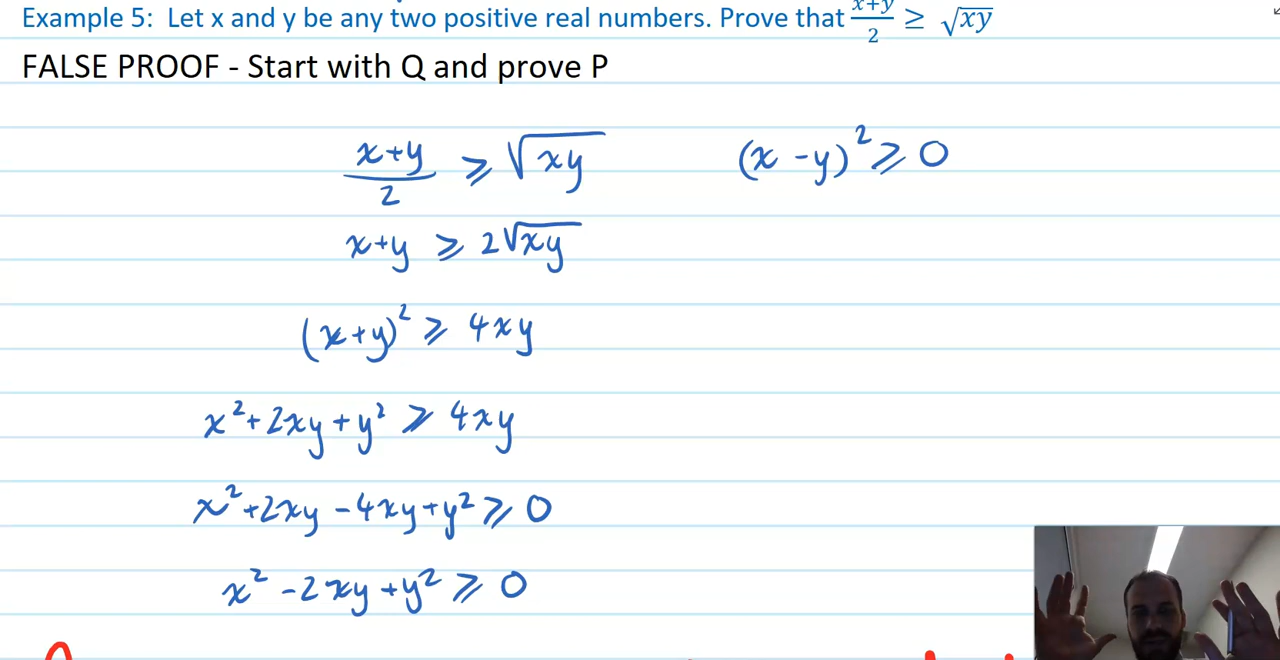 Example 5: Let x and y be any two positive real numbers. Prove that (x+y)/2 ≥ √(xy)
FALSE PROOF - Start with Q and prove P
(x+y)/2 ≥ √(xy)
(x - y)² ≥ 0
x+y ≥ 2√(xy)
(x+y)² ≥ 4xy
x²+2xy+y² ≥ 4xy
x²+2xy-4xy+y² ≥ 0
x²-2xy+y² ≥ 0